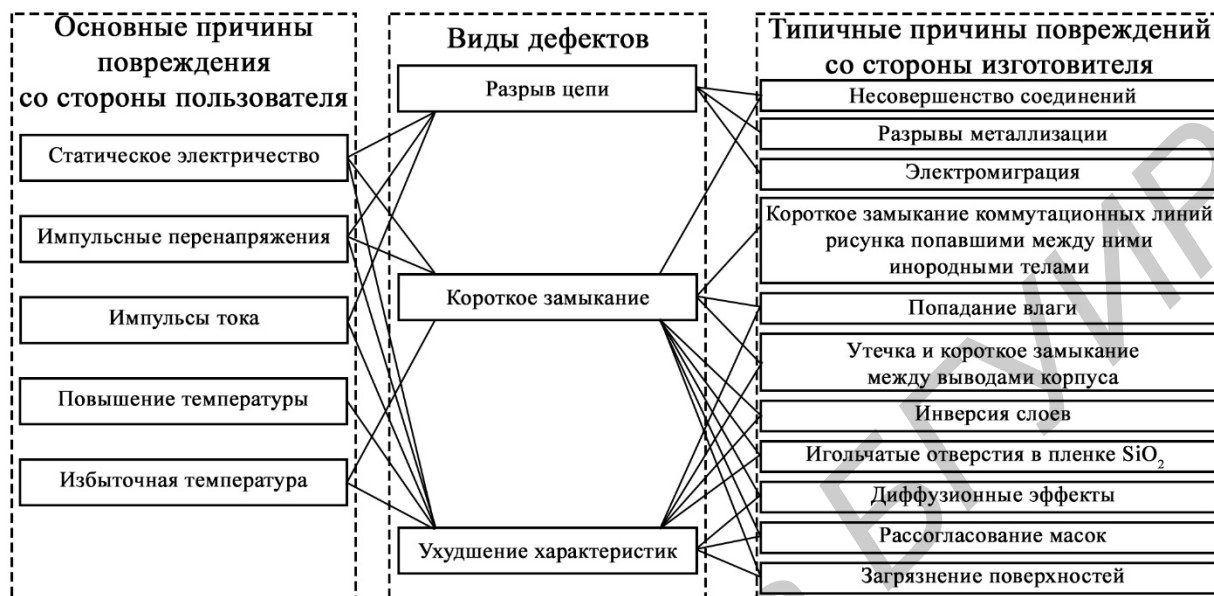 Основные причины
повреждения
со стороны пользователя
Статическое электричество
Импульсные перенапряжения
Импульсы тока
Повышение температуры
Избыточная температура
Виды дефектов
Разрыв цепи
Короткое замыкание
Ухудшение характеристик
Типичные причины повреждений
со стороны изготовителя
Несовершенство соединений
Разрывы металлизации
Электромиграция
Короткое замыкание коммутационных линий
рисунка попавшими между ними
инородными телами
Попадание влаги
Утечка и короткое замыкание
между выводами корпуса
Инверсия слоев
Игольчатые отверстия в пленке SiO₂
Диффузионные эффекты
Рассогласование масок
Загрязнение поверхностей
БГУИР